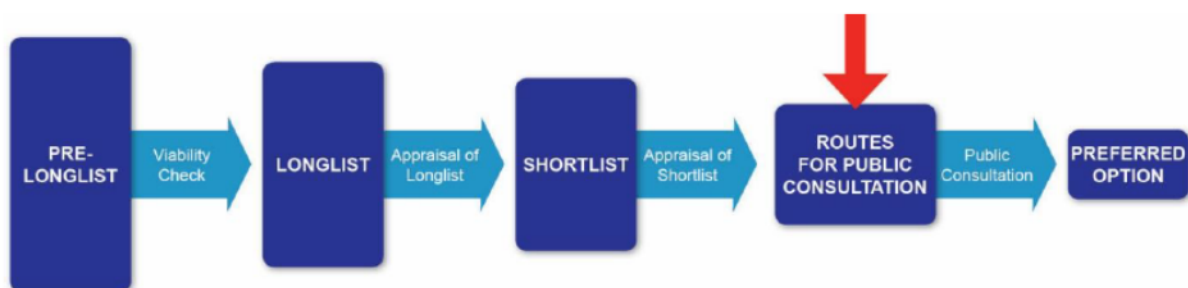 PRE-
LONGLIST
Viability
Check
LONGLIST
Appraisal of
Longlist
SHORTLIST
Appraisal of
Shortlist
ROUTES
FOR PUBLIC
CONSULTATION
Public
Consultation
PREFERRED
OPTION